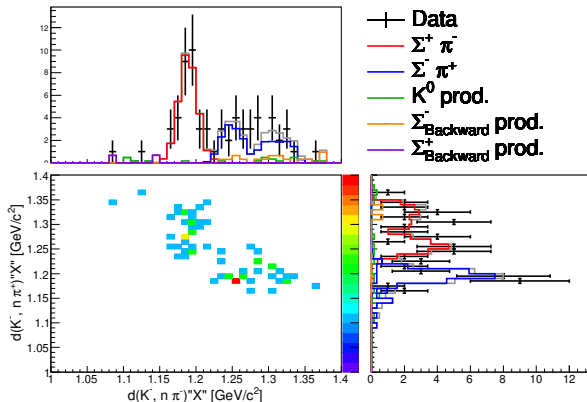 12
10
8
6
4
2
0
Data
Σ⁺ π⁻
Σ⁻ π⁺
K⁰ prod.
Σ⁻Backward prod.
Σ⁺Backward prod.
d(K⁻, n π⁺)"X" [GeV/c²]
1.4
1.35
1.3
1.25
1.2
1.15
1.1
1.05
1
1 1.05 1.1 1.15 1.2 1.25 1.3 1.35 1.4
d(K⁻, n π⁻)"X" [GeV/c²]
0 2 4 6 8 10 12